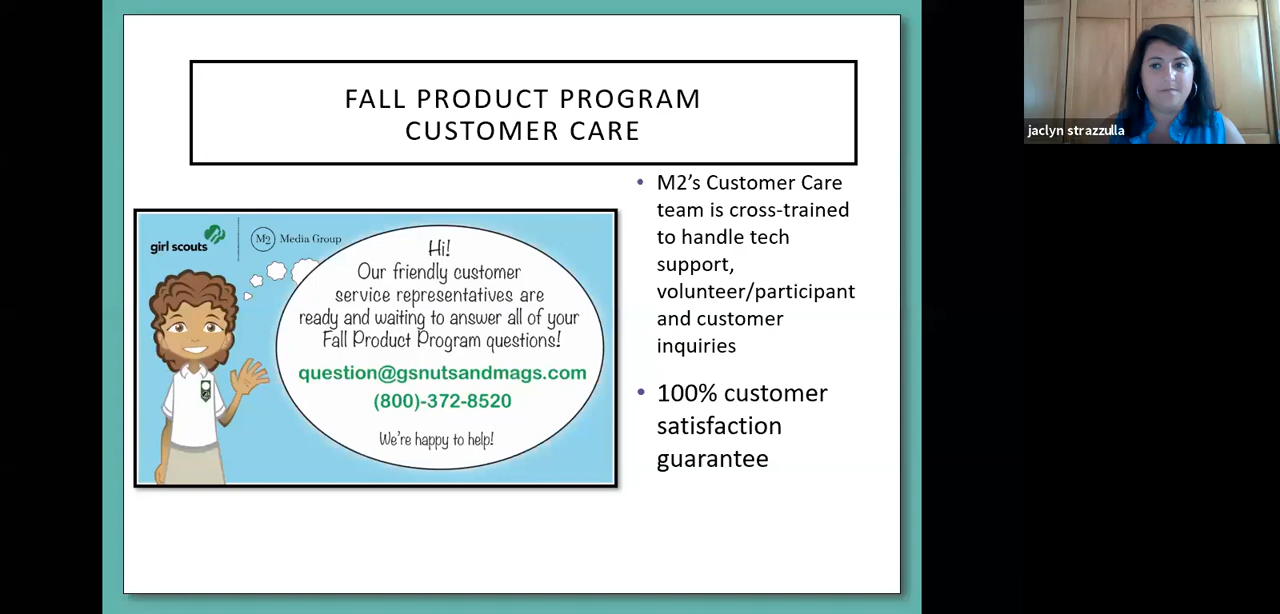 FALL PRODUCT PROGRAM
CUSTOMER CARE
jaclyn strazzulla
girl scouts
M2 Media Group
Hi!
Our friendly customer
service representatives are
ready and waiting to answer all of your
Fall Product Program questions!
question@gsnutsandmags.com
(800)-372-8520
We're happy to help!
• M2’s Customer Care
team is cross-trained
to handle tech
support,
volunteer/participant
and customer
inquiries
• 100% customer
satisfaction
guarantee